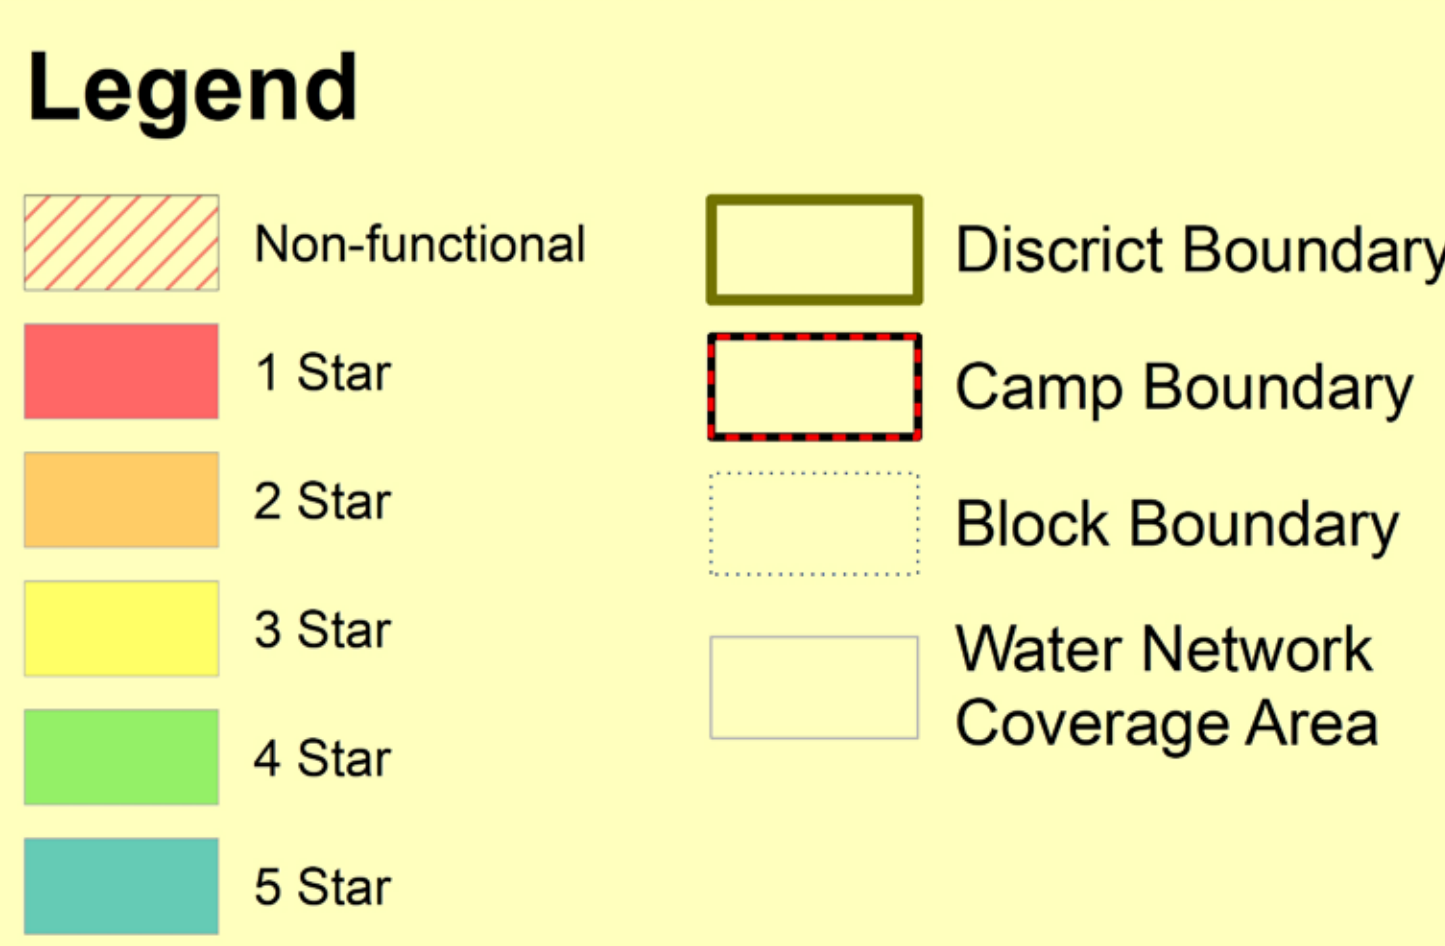 Legend
Non-functional
1 Star
2 Star
3 Star
4 Star
5 Star
Discrict Boundary
Camp Boundary
Block Boundary
Water Network
Coverage Area